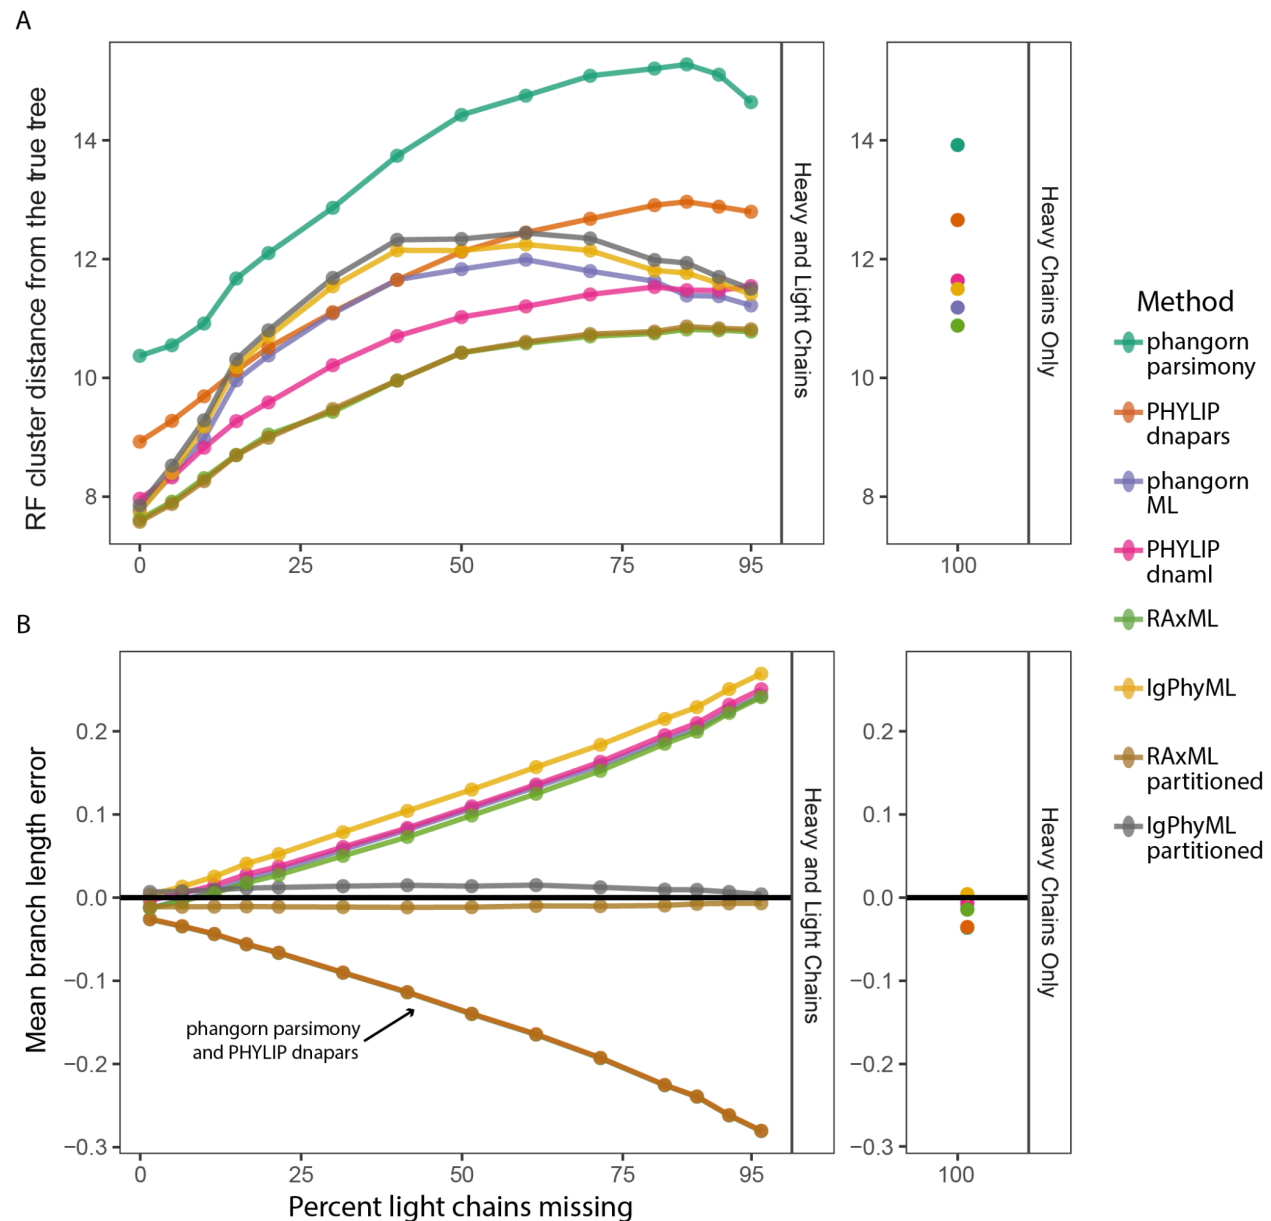 A
RF cluster distance from the true tree
14
12
10
8
0
25
50
75
95
Heavy and Light Chains
14
12
10
8
100
Heavy Chains Only
Method
phangorn
parsimony
PHYLIP
dnapars
phangorn
ML
PHYLIP
dnaml
RAxML
IgPhyML
RAxML
partitioned
IgPhyML
partitioned
B
Mean branch length error
0.2
0.1
0.0
−0.1
−0.2
−0.3
phangorn parsimony
and PHYLIP dnapars
0
25
50
75
95
Heavy and Light Chains
0.2
0.1
0.0
−0.1
−0.2
−0.3
100
Heavy Chains Only
Percent light chains missing